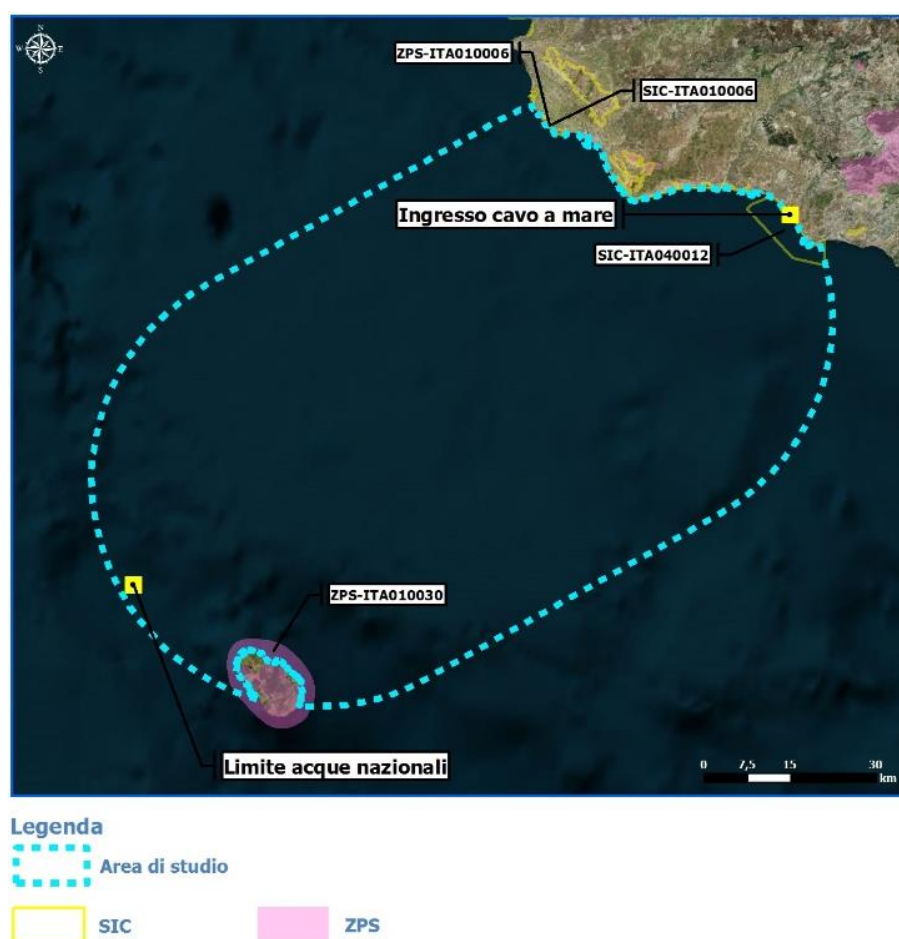 N
W E
S
ZPS-ITA010006
SIC-ITA010006
Ingresso cavo a mare
SIC-ITA040012
ZPS-ITA010030
Limite acque nazionali
0 7,5 15 30
km
Legenda
Area di studio
SIC ZPS